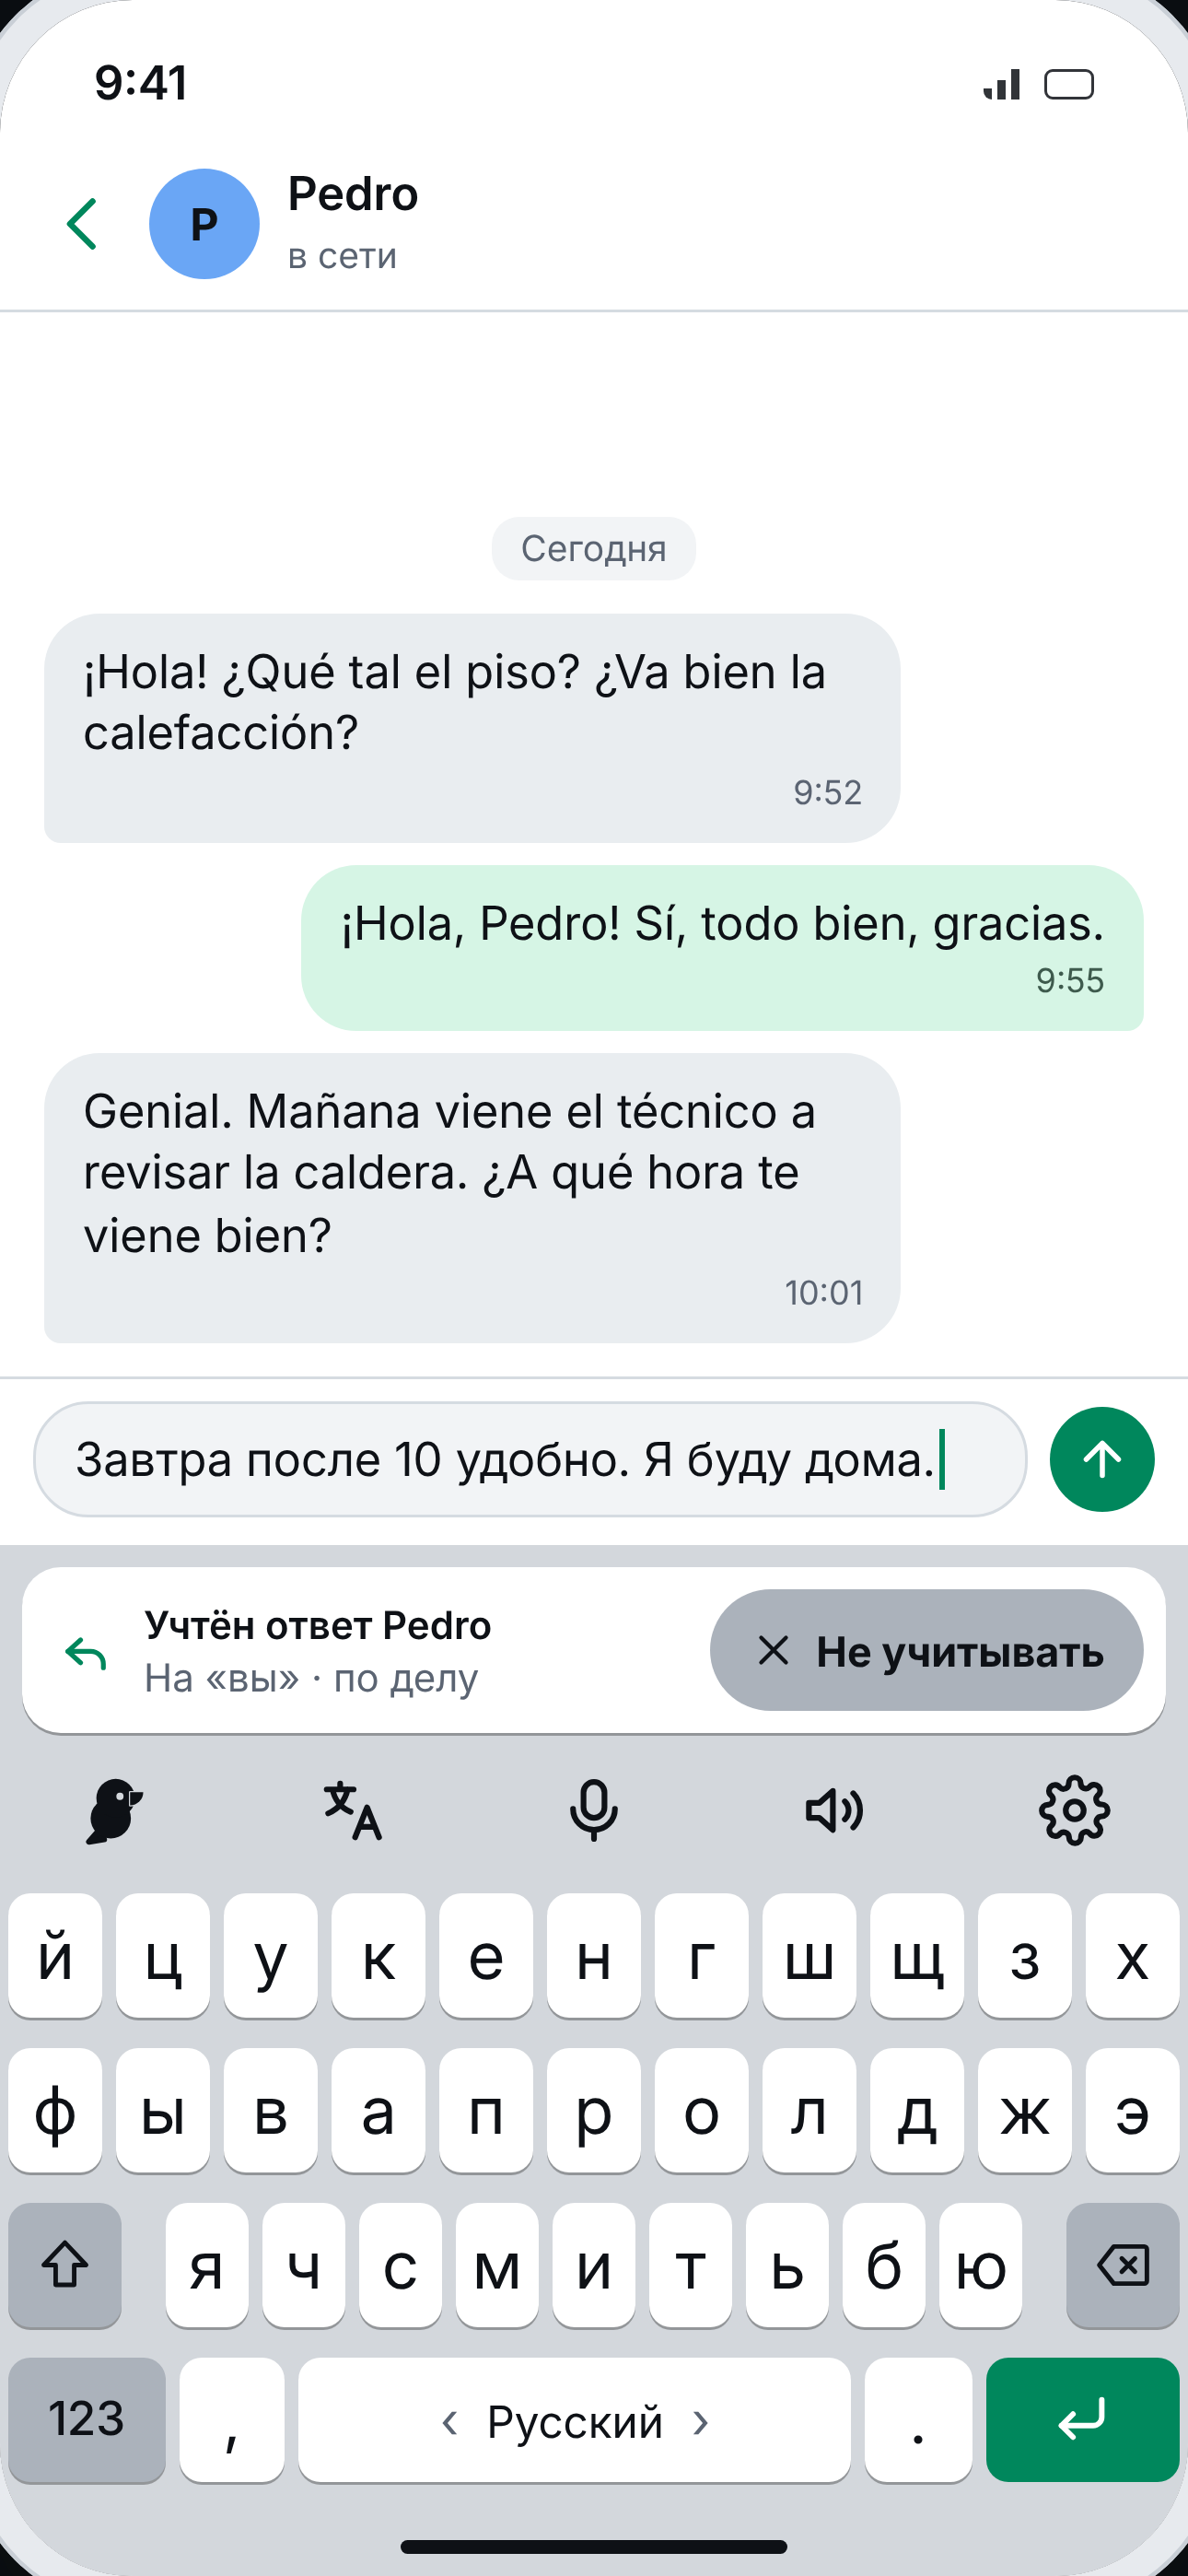 9:41
P
Pedro
в сети
Сегодня
¡Hola! ¿Qué tal el piso? ¿Va bien la
calefacción?
9:52
¡Hola, Pedro! Sí, todo bien, gracias.
9:55
Genial. Mañana viene el técnico a
revisar la caldera. ¿A qué hora te
viene bien?
10:01
Завтра после 10 удобно. Я буду дома.
Учтён ответ Pedro
На «вы» · по делу
Не учитывать
й ц у к е н г ш щ з х
ф ы в а п р о л д ж э
я ч с м и т ь б ю
123 , ‹ Русский › .